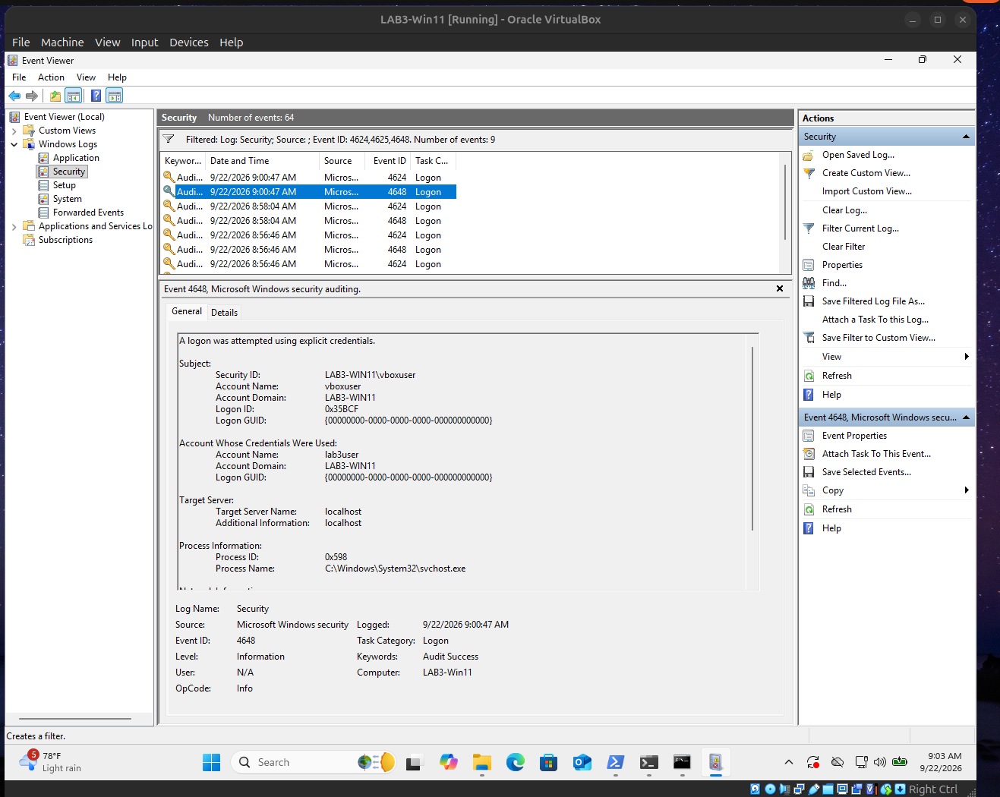 LAB3-Win11 [Running] - Oracle VirtualBox
File Machine View Input Devices Help
Event Viewer
File Action View Help
Event Viewer (Local)
Custom Views
Windows Logs
Application
Security
Setup
System
Forwarded Events
Applications and Services Lo
Subscriptions
Security Number of events: 64
Filtered: Log: Security; Source: ; Event ID: 4624,4625,4648. Number of events: 9
Keywor... Date and Time Source Event ID Task C...
Audi... 9/22/2026 9:00:47 AM Micros... 4624 Logon
Audi... 9/22/2026 9:00:47 AM Micros... 4648 Logon
Audi... 9/22/2026 8:58:04 AM Micros... 4624 Logon
Audi... 9/22/2026 8:58:04 AM Micros... 4648 Logon
Audi... 9/22/2026 8:56:46 AM Micros... 4624 Logon
Audi... 9/22/2026 8:56:46 AM Micros... 4648 Logon
Audi... 9/22/2026 8:56:46 AM Micros... 4624 Logon
Event 4648, Microsoft Windows security auditing.
General Details
A logon was attempted using explicit credentials.
Subject:
Security ID: LAB3-WIN11\vboxuser
Account Name: vboxuser
Account Domain: LAB3-WIN11
Logon ID: 0x35BCF
Logon GUID: {00000000-0000-0000-0000-000000000000}
Account Whose Credentials Were Used:
Account Name: lab3user
Account Domain: LAB3-WIN11
Logon GUID: {00000000-0000-0000-0000-000000000000}
Target Server:
Target Server Name: localhost
Additional Information: localhost
Process Information:
Process ID: 0x598
Process Name: C:\Windows\System32\svchost.exe
Log Name: Security
Source: Microsoft Windows security Logged: 9/22/2026 9:00:47 AM
Event ID: 4648 Task Category: Logon
Level: Information Keywords: Audit Success
User: N/A Computer: LAB3-Win11
OpCode: Info
Actions
Security
Open Saved Log...
Create Custom View...
Import Custom View...
Clear Log...
Filter Current Log...
Clear Filter
Properties
Find...
Save Filtered Log File As...
Attach a Task To this Log...
Save Filter to Custom View...
View
Refresh
Help
Event 4648, Microsoft Windows secu...
Event Properties
Attach Task To This Event...
Save Selected Events...
Copy
Refresh
Help
Creates a filter.
5
78°F
Light rain
Search
9:03 AM
9/22/2026
Right Ctrl